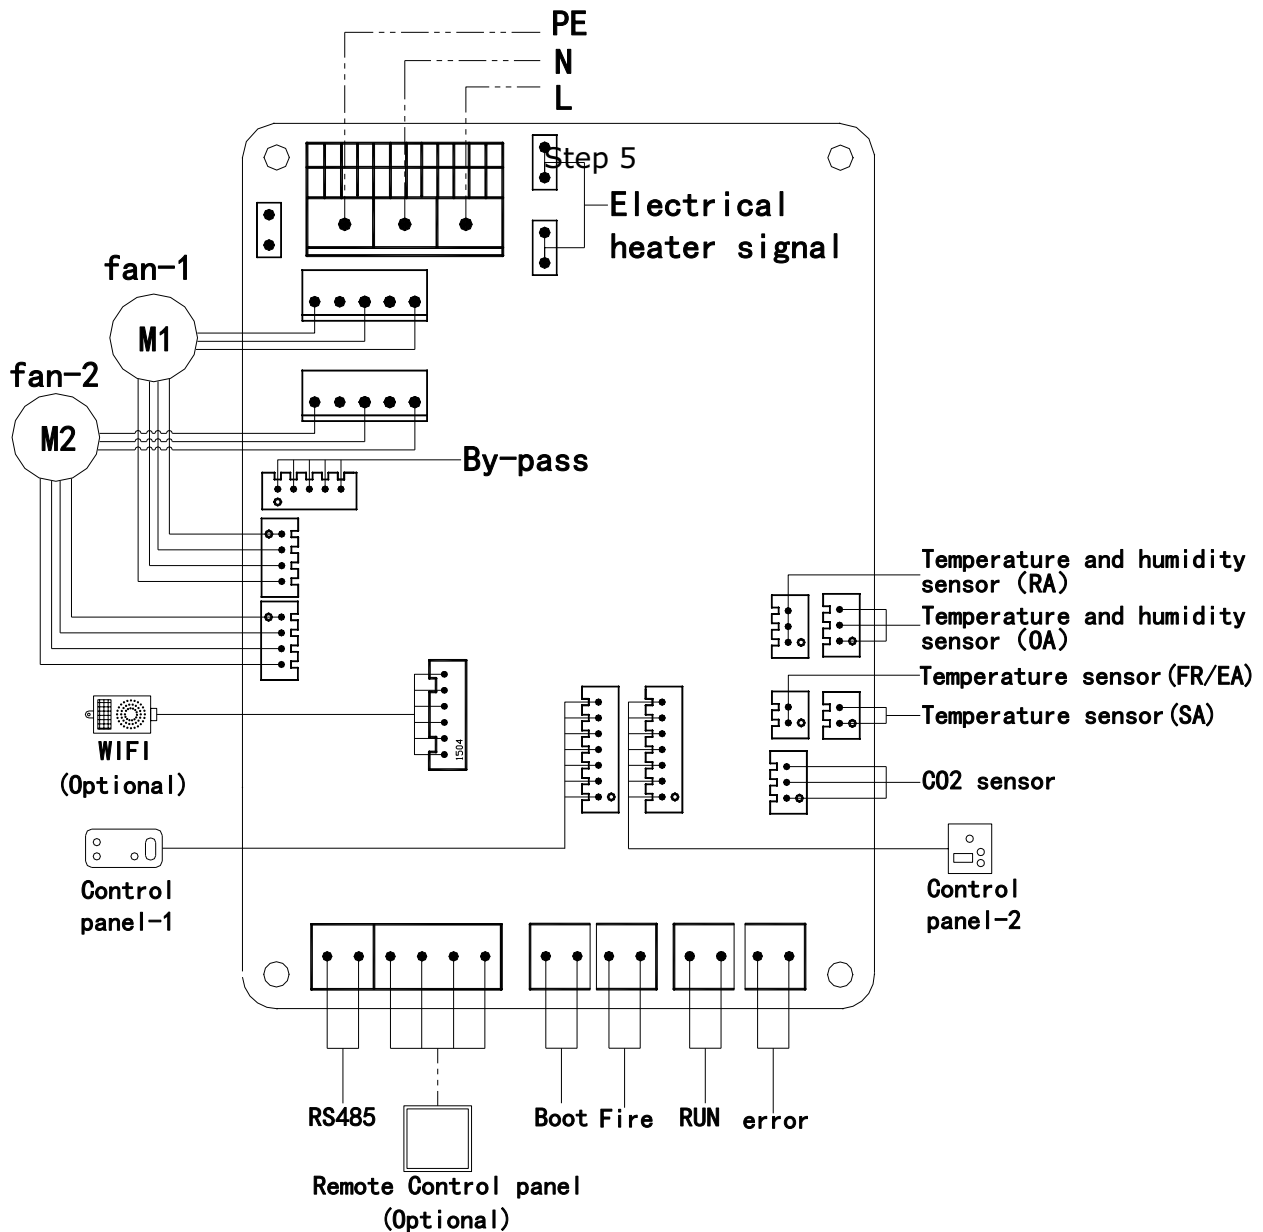 PE
N
L
Step 5
Electrical
heater signal
fan-1
M1
fan-2
M2
By-pass
Temperature and humidity
sensor (RA)
Temperature and humidity
sensor (OA)
Temperature sensor(FR/EA)
Temperature sensor(SA)
WIFI
(Optional)
1504
CO2 sensor
Control
panel-1
Control
panel-2
RS485
Boot
Fire
RUN
error
Remote Control panel
(Optional)